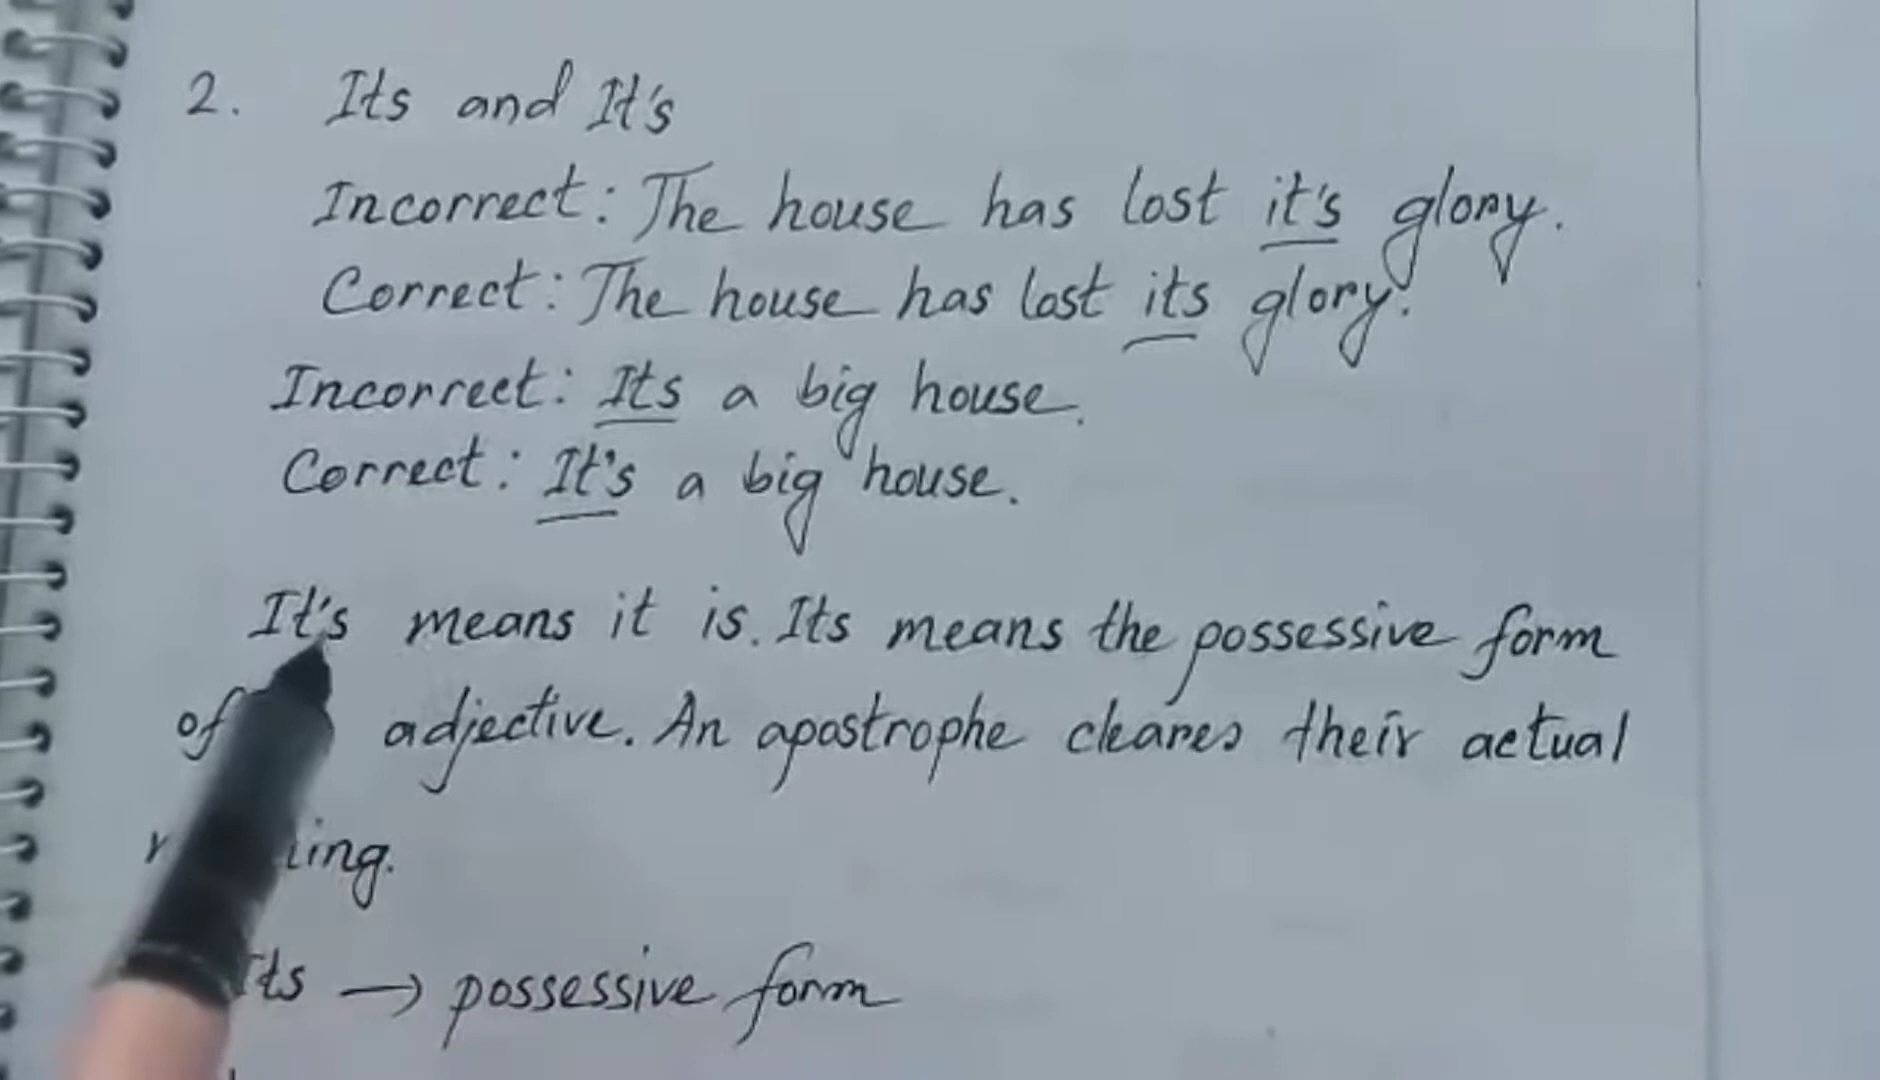 2. Its and It's
Incorrect: The house has lost it's glory.
Correct: The house has lost its glory.
Incorrect: Its a big house.
Correct: It's a big house.
It's means it is. Its means the possessive form
of adjective. An apostrophe cleares their actual
Its → possessive form